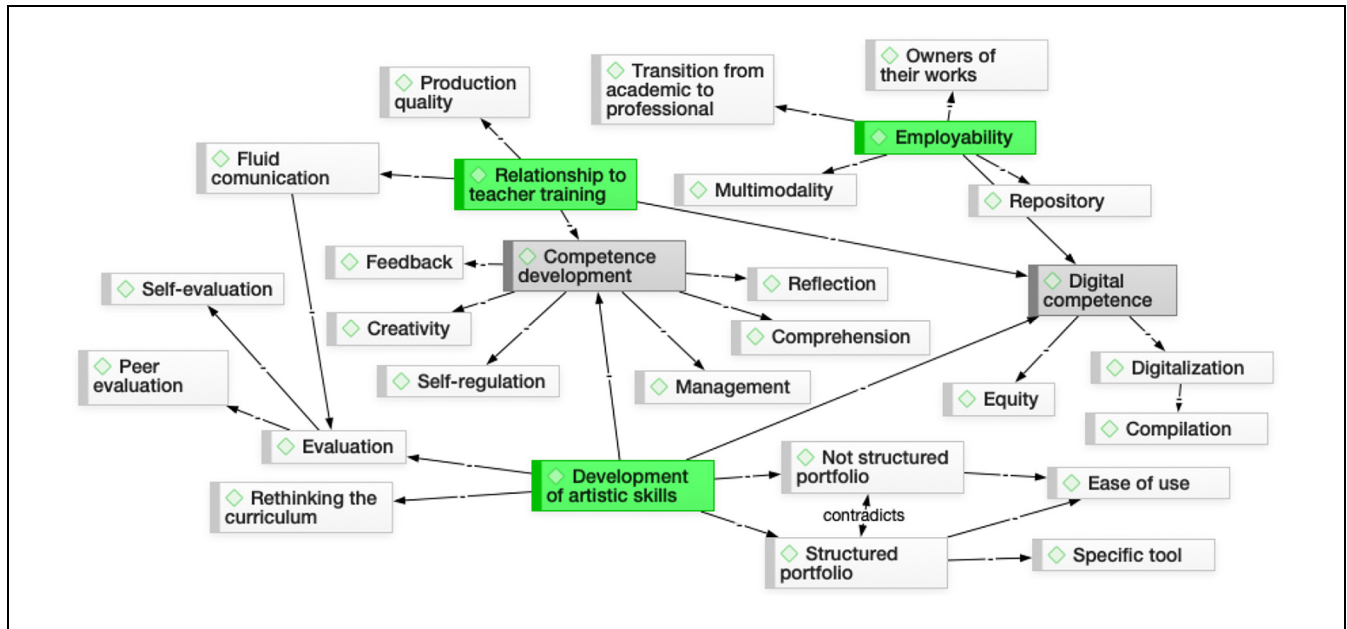 Owners of
their works
Transition from
academic to
professional
Production
quality
Employability
Fluid
comunication
Relationship to
teacher training
Multimodality
Repository
Feedback
Competence
development
Reflection
Digital
competence
Self-evaluation
Creativity
Comprehension
Peer
evaluation
Self-regulation
Management
Digitalization
Equity
Compilation
Evaluation
Not structured
portfolio
Development
of artistic skills
Ease of use
Rethinking the
curriculum
contradicts
Structured
portfolio
Specific tool